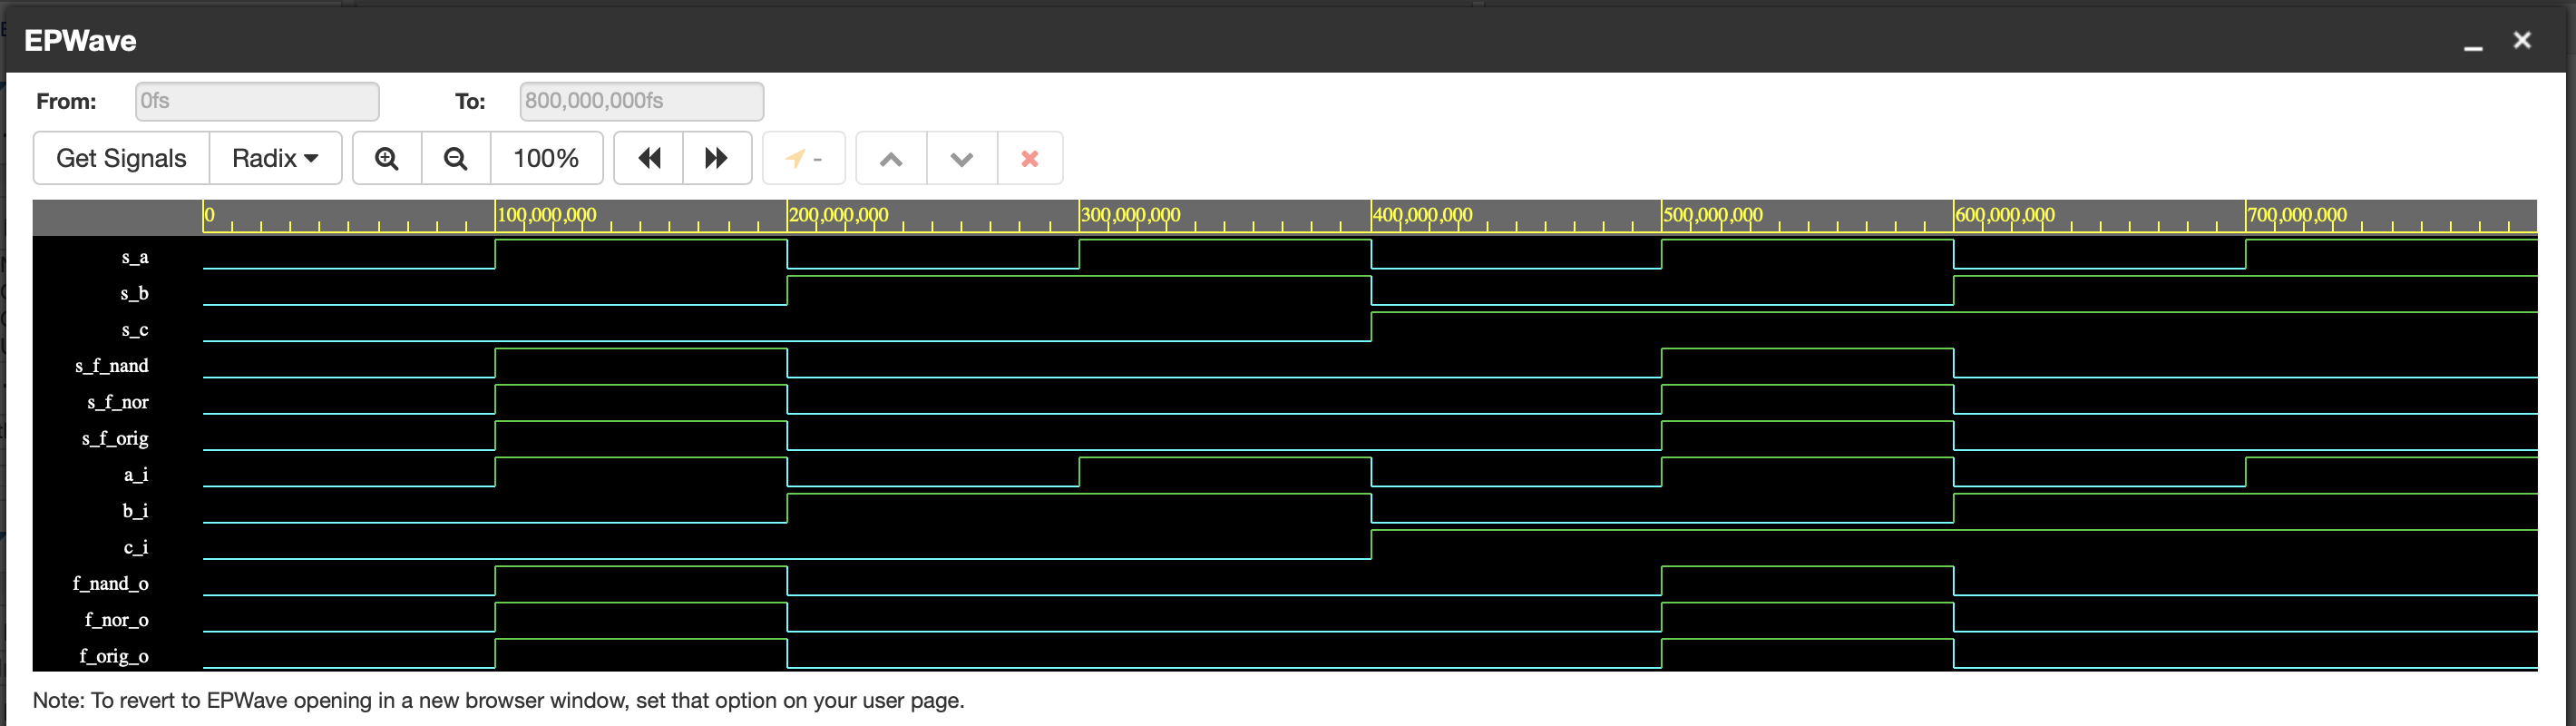 EPWave
From: 0fs To: 800,000,000fs
Get Signals Radix 100% -
0 100,000,000 200,000,000 300,000,000 400,000,000 500,000,000 600,000,000 700,000,000
s_a
s_b
s_c
s_f_nand
s_f_nor
s_f_orig
a_i
b_i
c_i
f_nand_o
f_nor_o
f_orig_o
Note: To revert to EPWave opening in a new browser window, set that option on your user page.